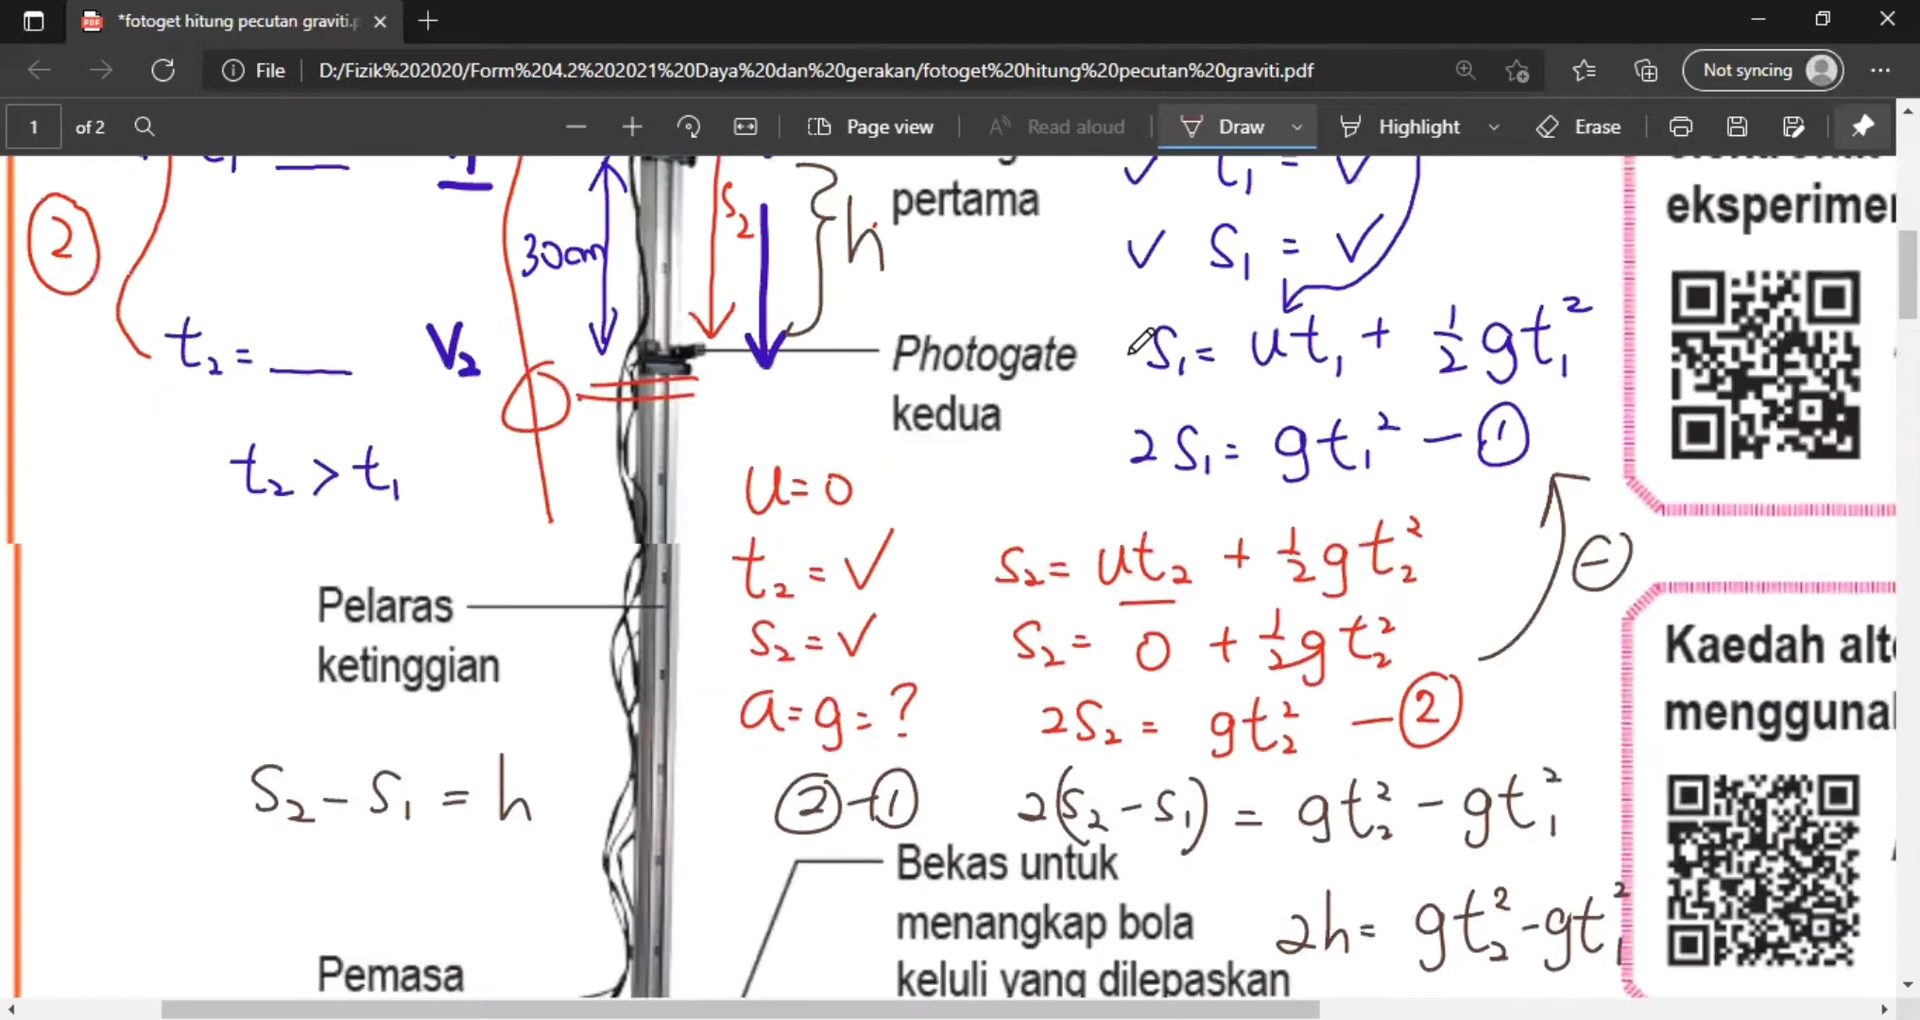 *fotoget hitung pecutan graviti.p
File
D:/Fizik%202020/Form%204.2%202021%20Daya%20dan%20gerakan/fotoget%20hitung%20pecutan%20graviti.pdf
Not syncing
1 of 2
Page view
Read aloud
Draw
Highlight
Erase
2
30cm
S₂
h
pertama
✓ t₁ = ✓
✓ S₁ = ✓
eksperimen
t₂ = ___ V₂
Photogate
kedua
S₁ = ut₁ + ½gt₁²
2S₁ = gt₁² - ①
t₂ > t₁
u = 0
t₂ = ✓
S₂ = ✓
a = g = ?
S₂ = ut₂ + ½gt₂²
S₂ = 0 + ½gt₂²
2S₂ = gt₂² - ②
(-)
Pelaras
ketinggian
Kaedah alt
mengguna
S₂ - S₁ = h
② - ①
2(S₂ - S₁) = gt₂² - gt₁²
2h = gt₂² - gt₁²
Bekas untuk
menangkap bola
keluli yang dilepaskan
Pemasa